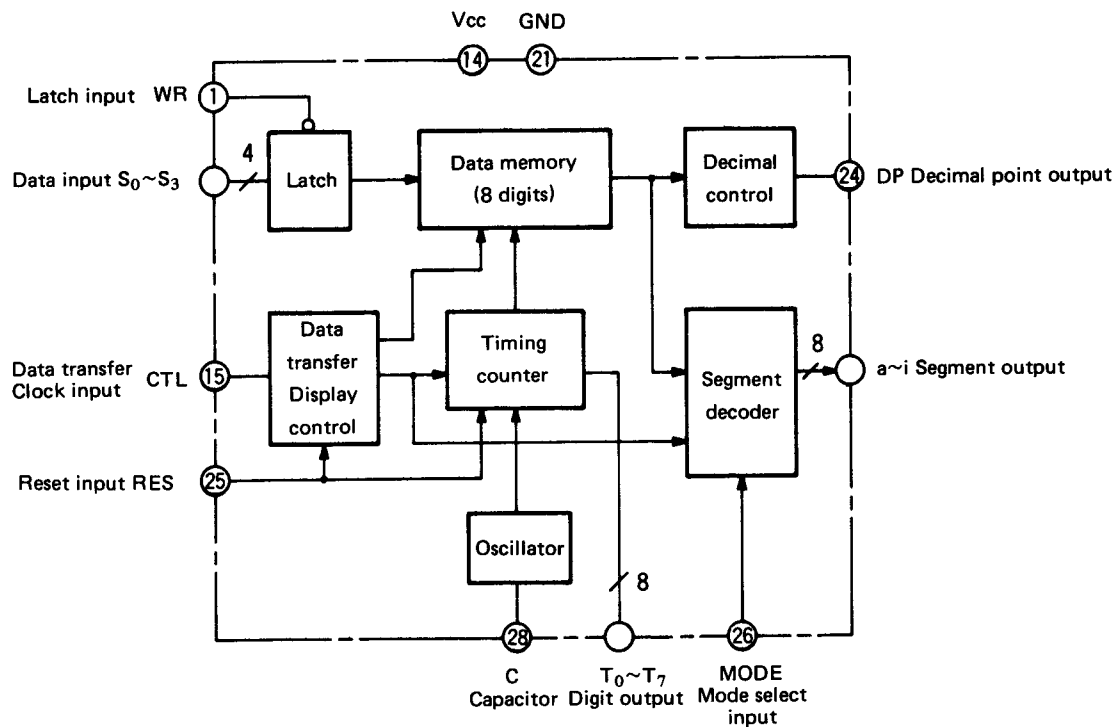 Vcc GND
14 21
Latch input WR 1
4
Data input S₀~S₃
Latch
Data memory
(8 digits)
Decimal
control
24 DP Decimal point output
Data transfer
Clock input
CTL 15
Data
transfer
Display
control
Timing
counter
Segment
decoder
8
a~i Segment output
Reset input RES 25
Oscillator
8
28 26
C
Capacitor
T₀~T₇
Digit output
MODE
Mode select
input